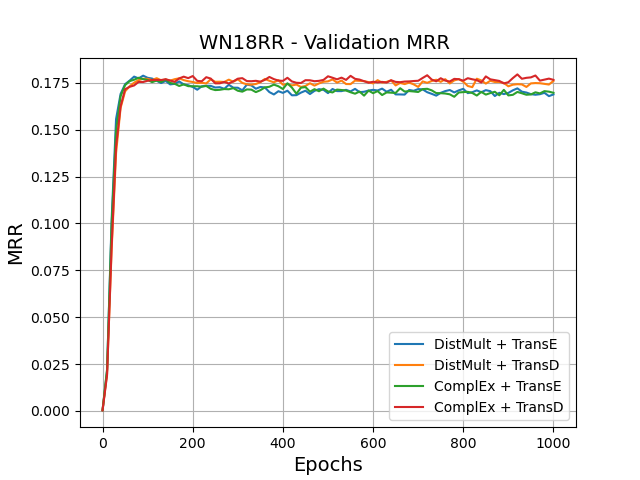 WN18RR - Validation MRR
MRR
0.175
0.150
0.125
0.100
0.075
0.050
0.025
0.000
DistMult + TransE
DistMult + TransD
ComplEx + TransE
ComplEx + TransD
0 200 400 600 800 1000
Epochs